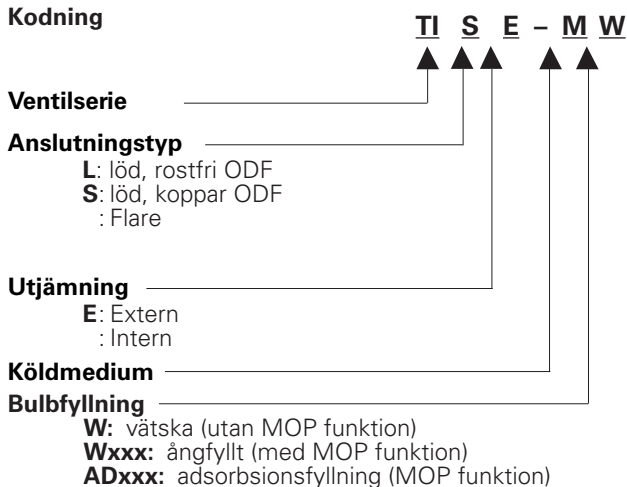 Kodning
TI S E – M W
Ventilserie
Anslutningstyp
L: löd, rostfri ODF
S: löd, koppar ODF
: Flare
Utjämning
E: Extern
: Intern
Köldmedium
Bulbfyllning
W: vätska (utan MOP funktion)
Wxxx: ångfyllt (med MOP funktion)
ADxxx: adsorbsionsfyllning (MOP funktion)